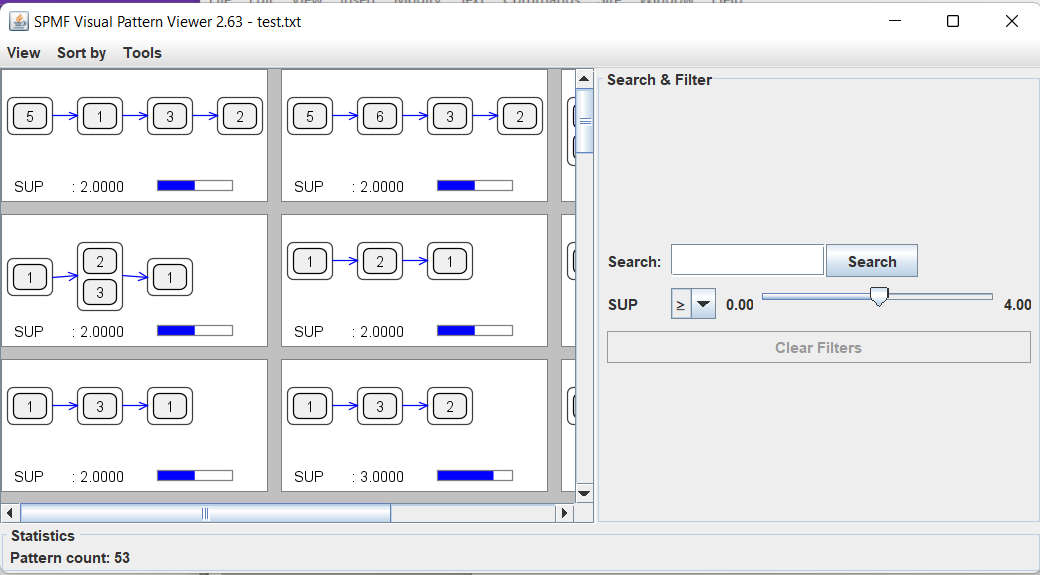 SPMF Visual Pattern Viewer 2.63 - test.txt
View Sort by Tools
5 1 3 2
SUP : 2.0000
5 6 3 2
SUP : 2.0000
1 2 3 1
SUP : 2.0000
1 2 1
SUP : 2.0000
1 3 1
SUP : 2.0000
1 3 2
SUP : 3.0000
Search & Filter
Search: Search
SUP ≥ 0.00 4.00
Clear Filters
Statistics
Pattern count: 53